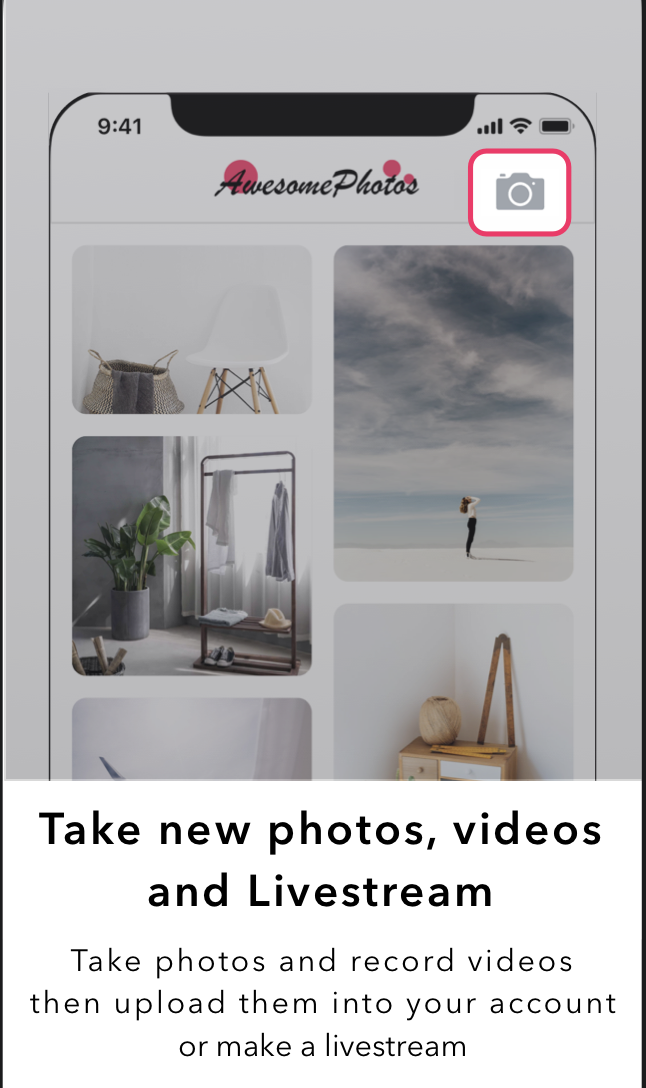 9:41
AwesomePhotos
Take new photos, videos
and Livestream
Take photos and record videos
then upload them into your account
or make a livestream